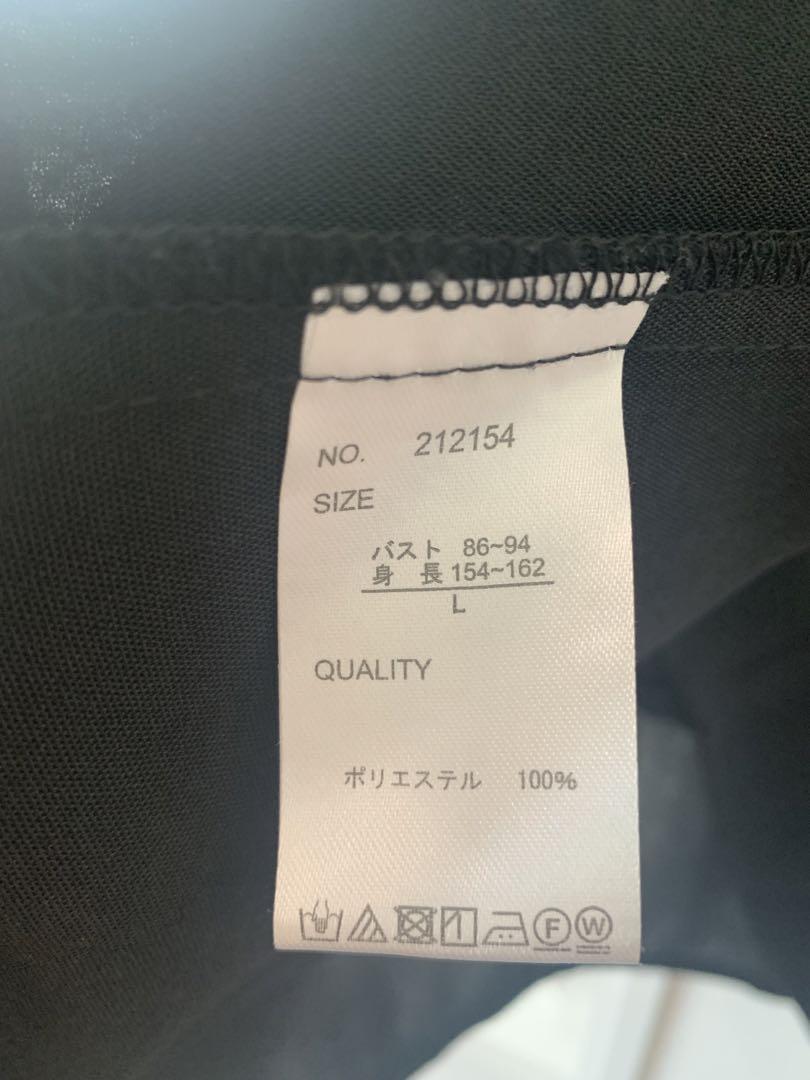 NO. 212154
SIZE
バスト 86~94
身 長 154~162
L
QUALITY
ポリエステル 100%
F W